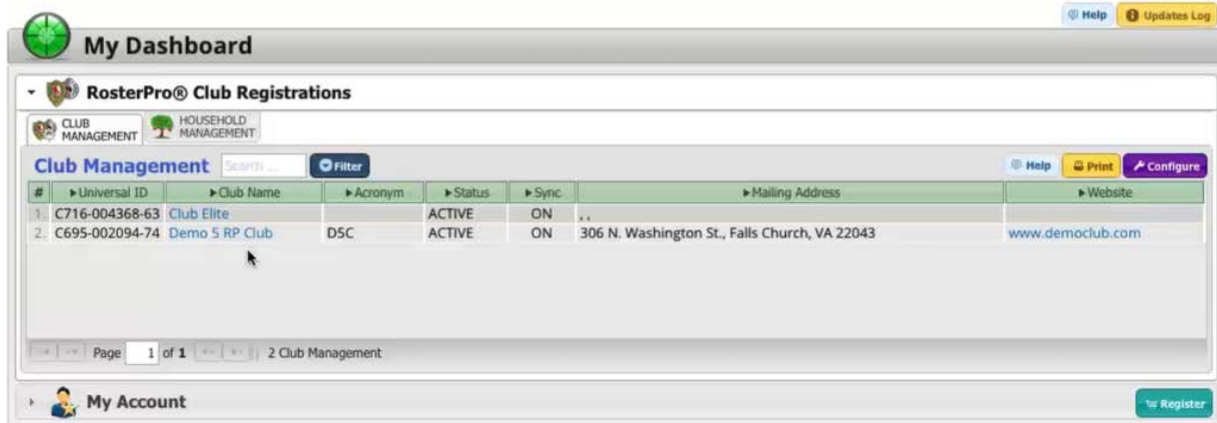 Help Updates Log
My Dashboard
RosterPro® Club Registrations
CLUB MANAGEMENT HOUSEHOLD MANAGEMENT
Club Management Search ... Filter Help Print Configure
# Universal ID Club Name Acronym Status Sync Mailing Address Website
1. C716-004368-63 Club Elite ACTIVE ON , ,
2. C695-002094-74 Demo 5 RP Club DSC ACTIVE ON 306 N. Washington St., Falls Church, VA 22043 www.democlub.com
Page 1 of 1 2 Club Management
My Account Register